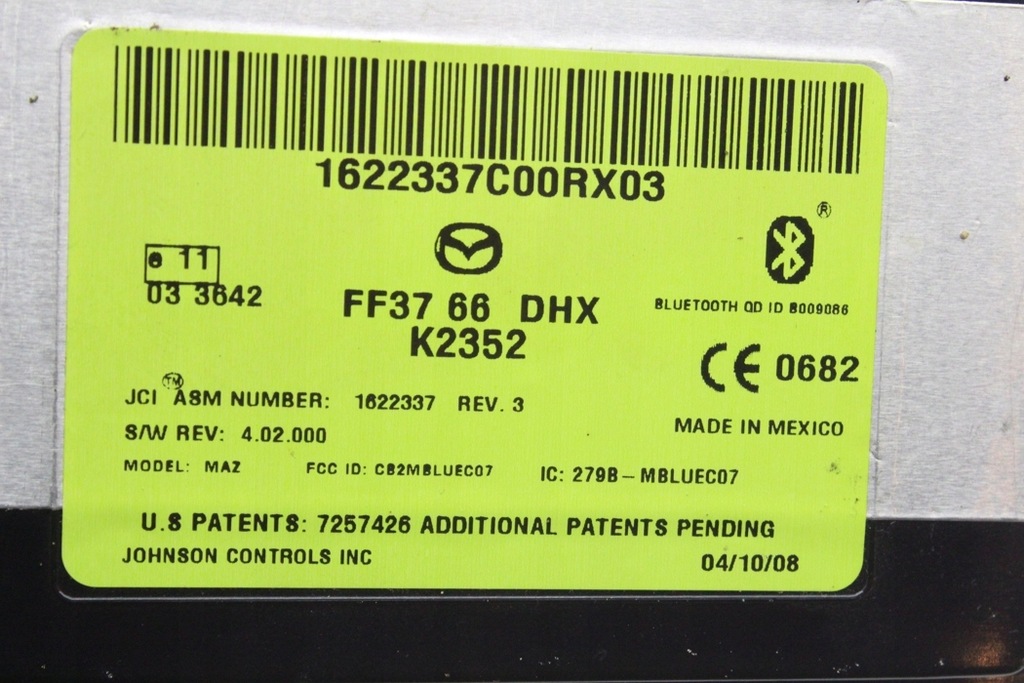 1622337C00RX03
®
e 11
03 3642
FF37 66 DHX
K2352
BLUETOOTH QD ID B009086
CE 0682
JCI ™ ASM NUMBER: 1622337 REV. 3
S/W REV: 4.02.000
MADE IN MEXICO
MODEL: MAZ FCC ID: CB2MBLUEC07 IC: 279B-MBLUEC07
U.S PATENTS: 7257426 ADDITIONAL PATENTS PENDING
JOHNSON CONTROLS INC 04/10/08